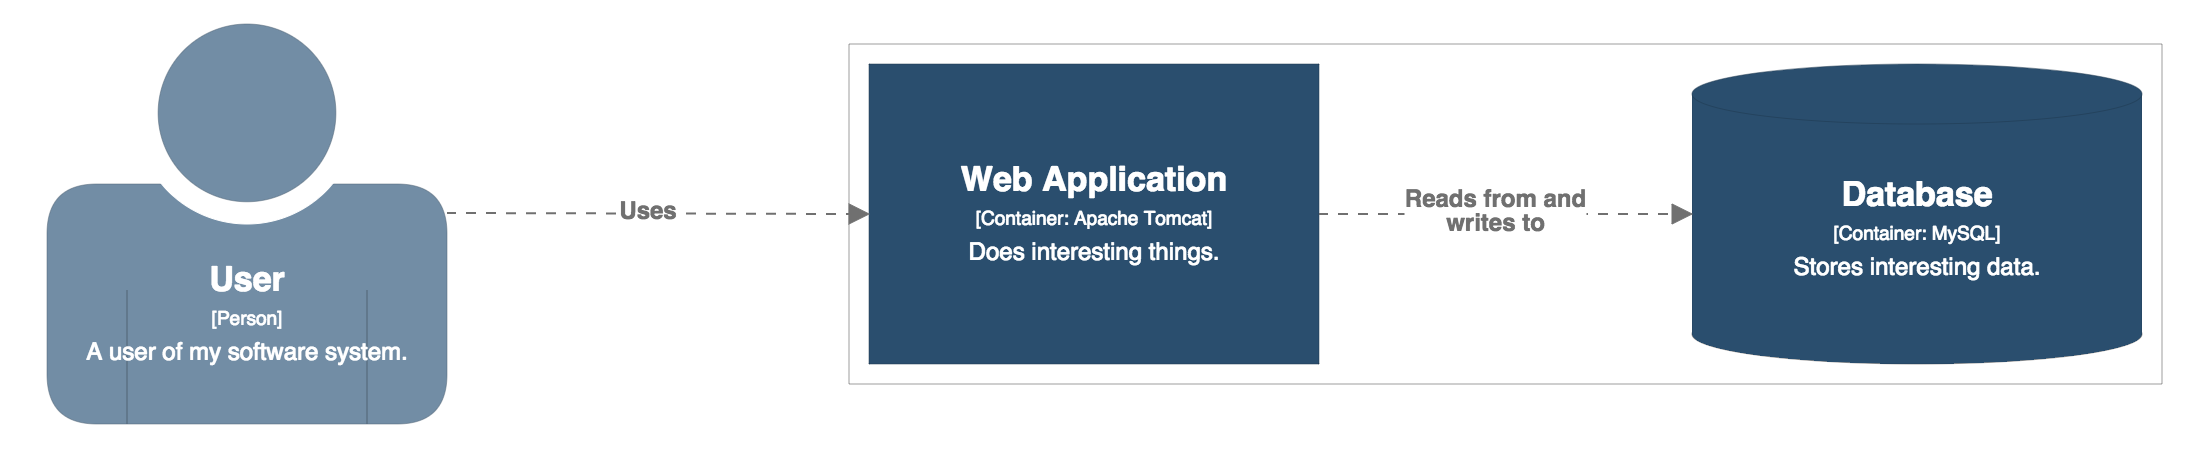 User
[Person]
A user of my software system.
Uses
Web Application
[Container: Apache Tomcat]
Does interesting things.
Reads from and
writes to
Database
[Container: MySQL]
Stores interesting data.